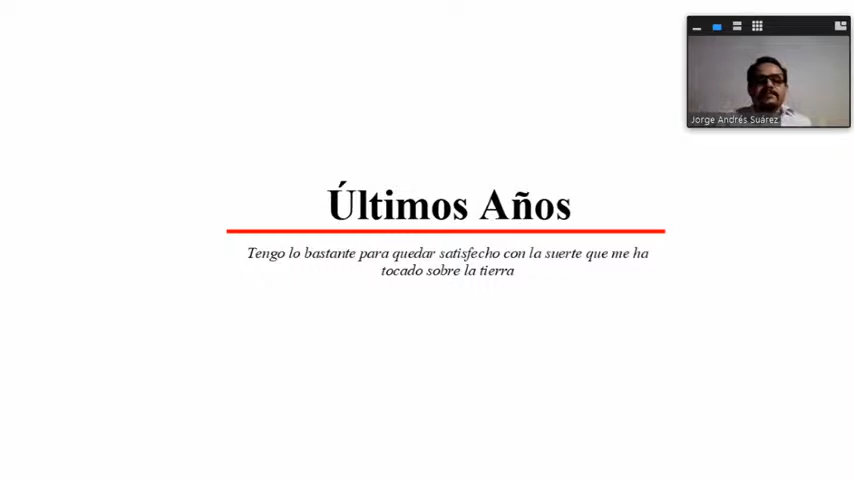 Jorge Andrés Suárez
Últimos Años
Tengo lo bastante para quedar satisfecho con la suerte que me ha
tocado sobre la tierra